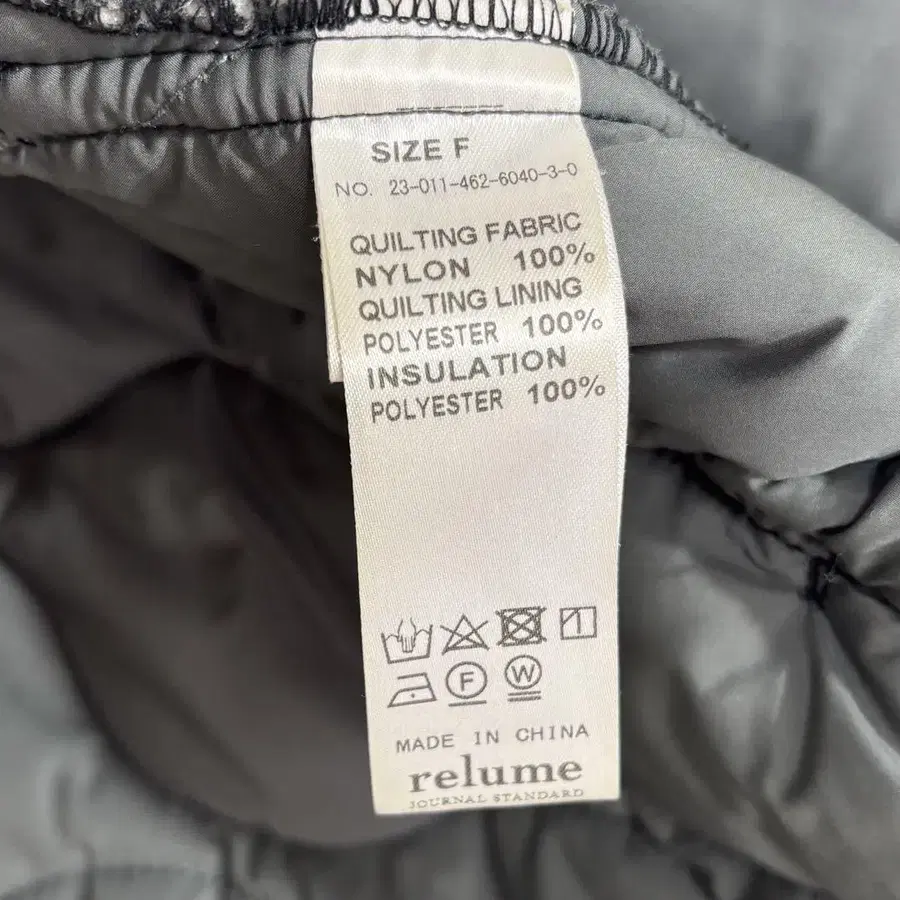 SIZE F
NO. 23-011-462-6040-3-0
QUILTING FABRIC
NYLON 100%
QUILTING LINING
POLYESTER 100%
INSULATION
POLYESTER 100%
F W
MADE IN CHINA
relume
JOURNAL STANDARD